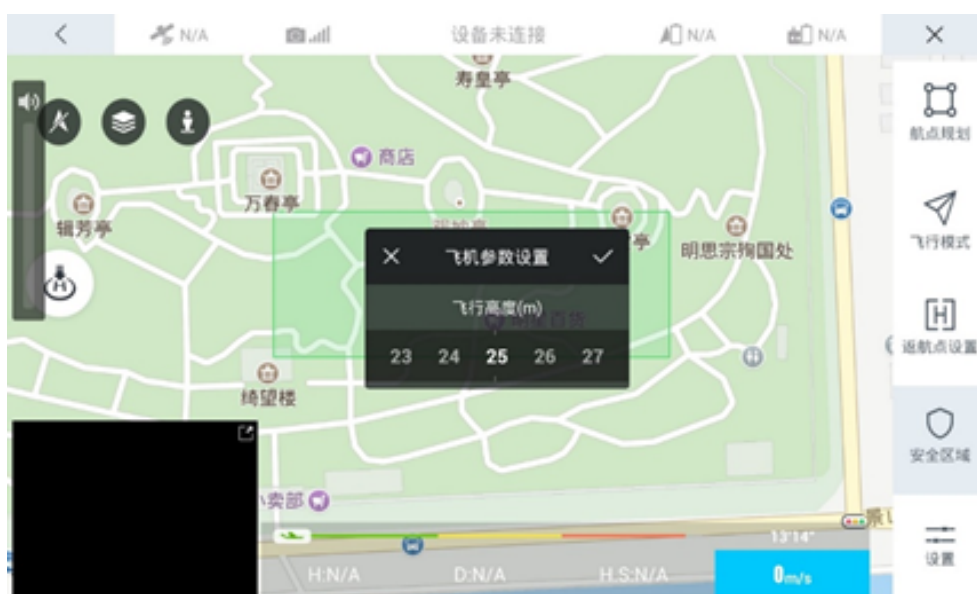 N/A
设备未连接
N/A
N/A
寿皇亭
航点规划
商店
万春亭
辑芳亭
亭
明思宗殉国处
飞行模式
飞机参数设置
飞行高度(m)
23 24 25 26 27
返航点设置
绮望楼
安全区域
卖部
13'14"
设置
H:N/A
D:N/A
H.S:N/A
0m/s